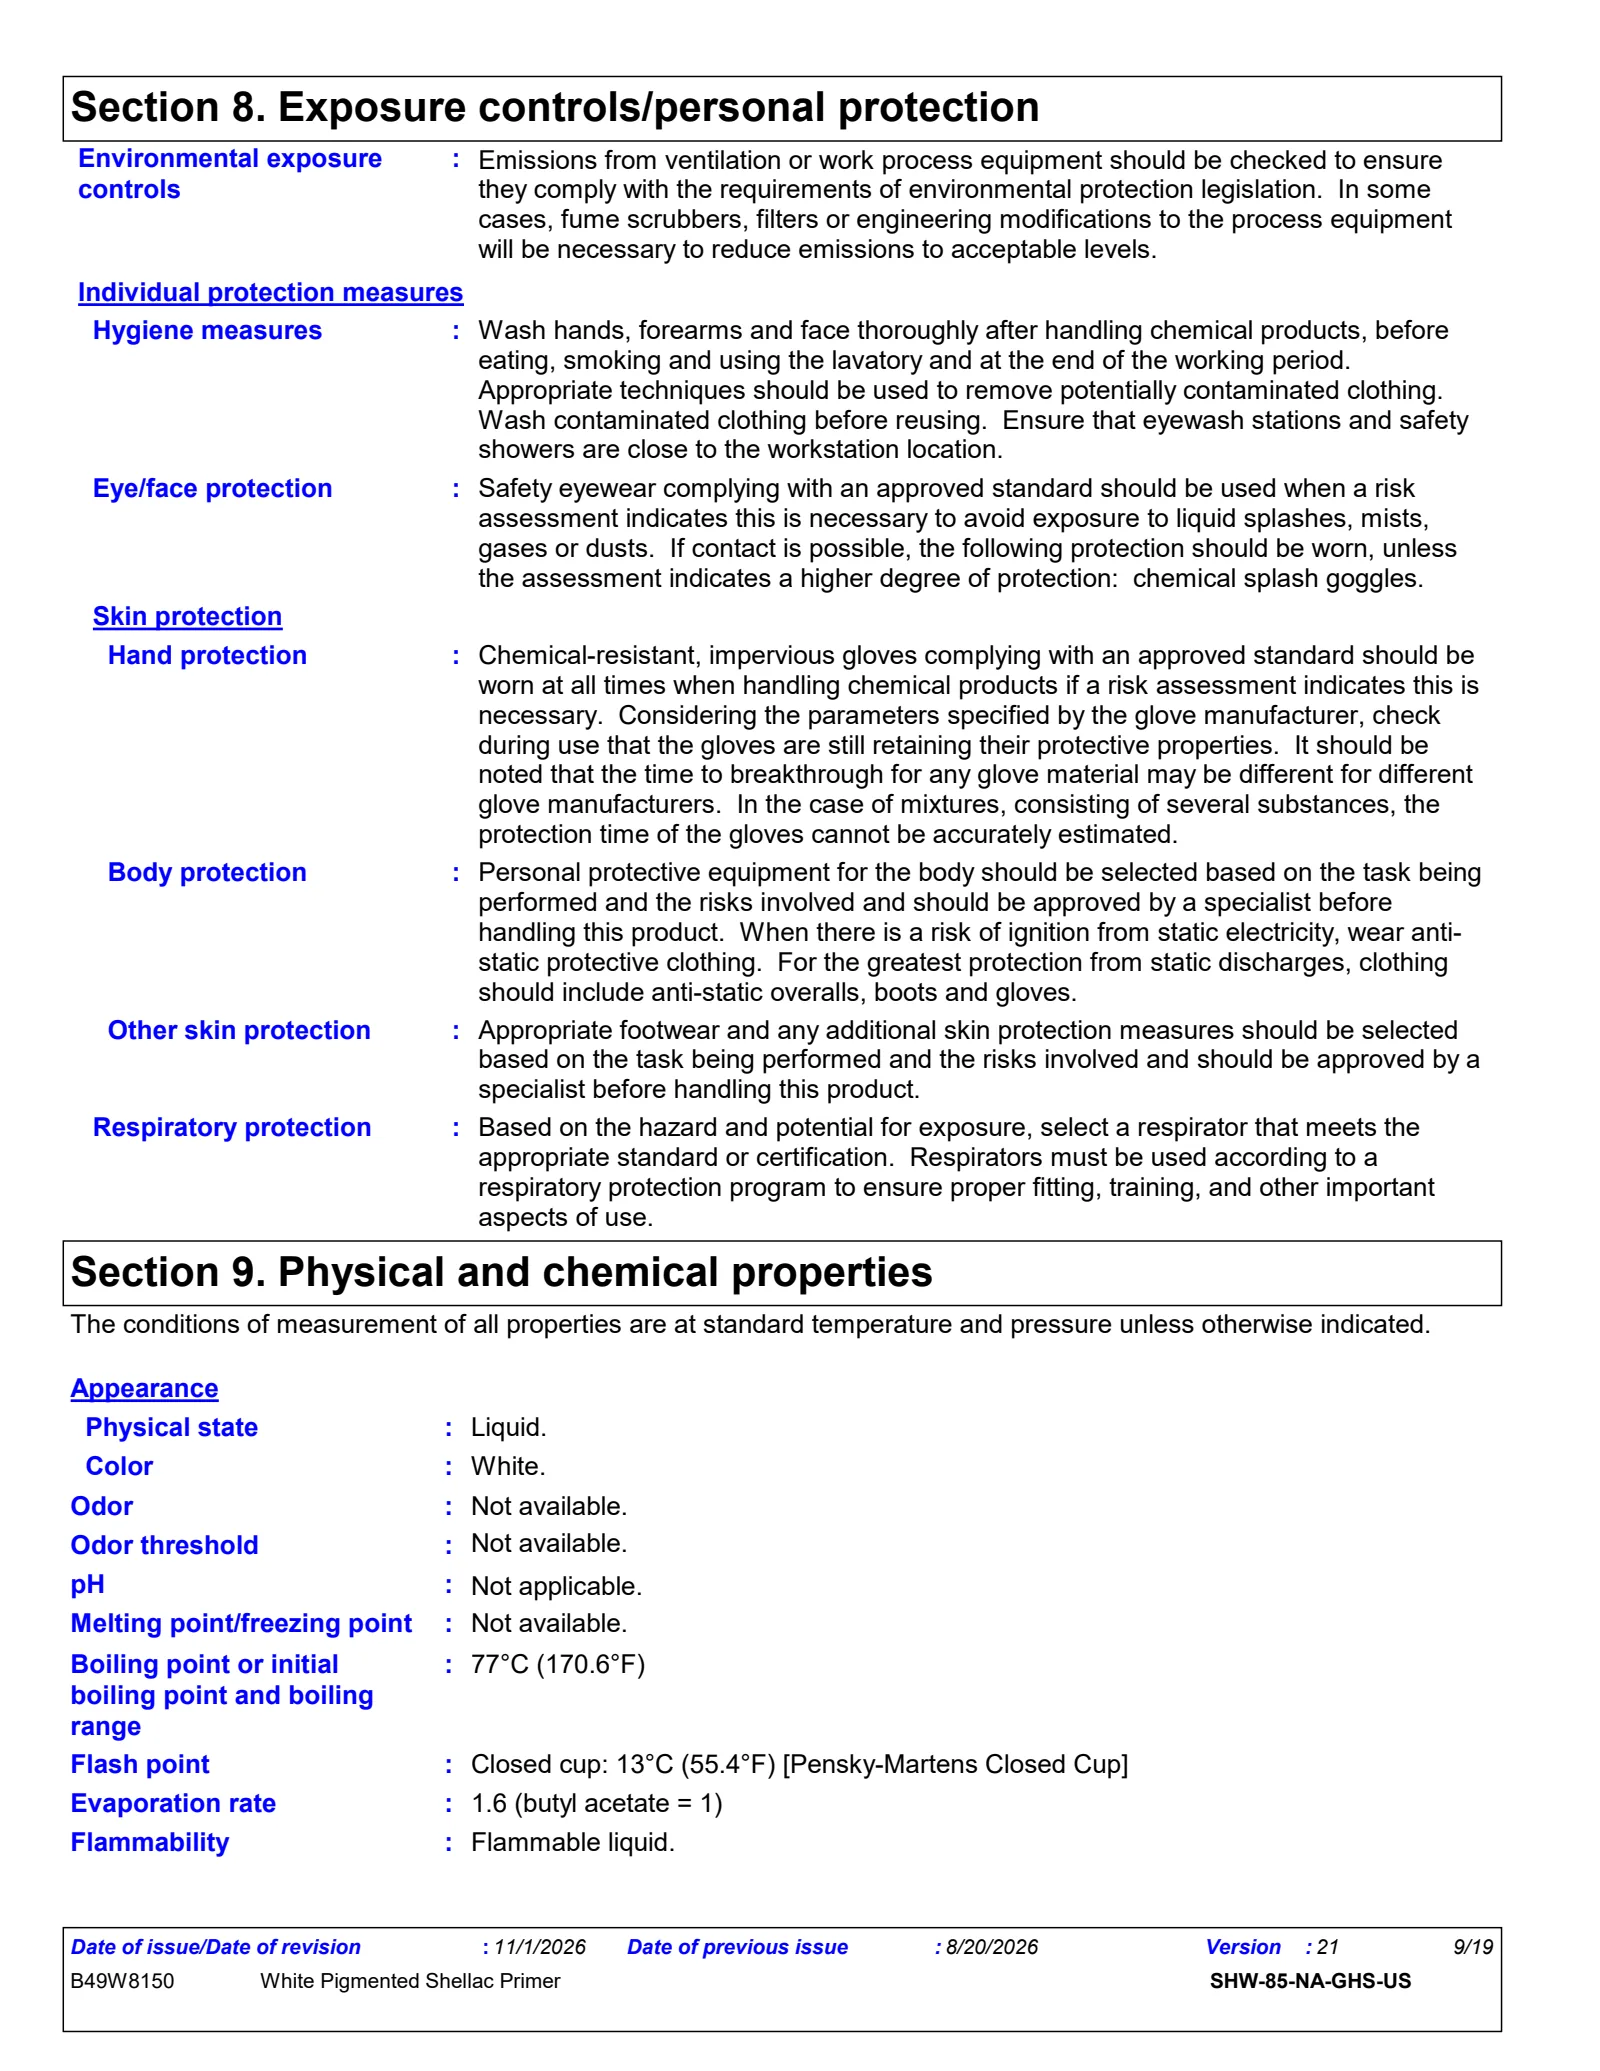 Section 8. Exposure controls/personal protection
Environmental exposure controls : Emissions from ventilation or work process equipment should be checked to ensure
they comply with the requirements of environmental protection legislation.  In some
cases, fume scrubbers, filters or engineering modifications to the process equipment
will be necessary to reduce emissions to acceptable levels.
Individual protection measures
Hygiene measures : Wash hands, forearms and face thoroughly after handling chemical products, before
eating, smoking and using the lavatory and at the end of the working period.
Appropriate techniques should be used to remove potentially contaminated clothing.
Wash contaminated clothing before reusing.  Ensure that eyewash stations and safety
showers are close to the workstation location.
Eye/face protection : Safety eyewear complying with an approved standard should be used when a risk
assessment indicates this is necessary to avoid exposure to liquid splashes, mists,
gases or dusts.  If contact is possible, the following protection should be worn, unless
the assessment indicates a higher degree of protection:  chemical splash goggles.
Skin protection
Hand protection : Chemical-resistant, impervious gloves complying with an approved standard should be
worn at all times when handling chemical products if a risk assessment indicates this is
necessary.  Considering the parameters specified by the glove manufacturer, check
during use that the gloves are still retaining their protective properties.  It should be
noted that the time to breakthrough for any glove material may be different for different
glove manufacturers.  In the case of mixtures, consisting of several substances, the
protection time of the gloves cannot be accurately estimated.
Body protection : Personal protective equipment for the body should be selected based on the task being
performed and the risks involved and should be approved by a specialist before
handling this product.  When there is a risk of ignition from static electricity, wear anti-
static protective clothing.  For the greatest protection from static discharges, clothing
should include anti-static overalls, boots and gloves.
Other skin protection : Appropriate footwear and any additional skin protection measures should be selected
based on the task being performed and the risks involved and should be approved by a
specialist before handling this product.
Respiratory protection : Based on the hazard and potential for exposure, select a respirator that meets the
appropriate standard or certification.  Respirators must be used according to a
respiratory protection program to ensure proper fitting, training, and other important
aspects of use.
Section 9. Physical and chemical properties
The conditions of measurement of all properties are at standard temperature and pressure unless otherwise indicated.
Appearance
Physical state : Liquid.
Color : White.
Odor : Not available.
Odor threshold : Not available.
pH : Not applicable.
Melting point/freezing point : Not available.
Boiling point or initial : 77°C (170.6°F)
boiling point and boiling
range
Flash point : Closed cup: 13°C (55.4°F) [Pensky-Martens Closed Cup]
Evaporation rate : 1.6 (butyl acetate = 1)
Flammability : Flammable liquid.
Date of issue/Date of revision : 11/1/2026 Date of previous issue : 8/20/2026 Version : 21 9/19
B49W8150 White Pigmented Shellac Primer SHW-85-NA-GHS-US